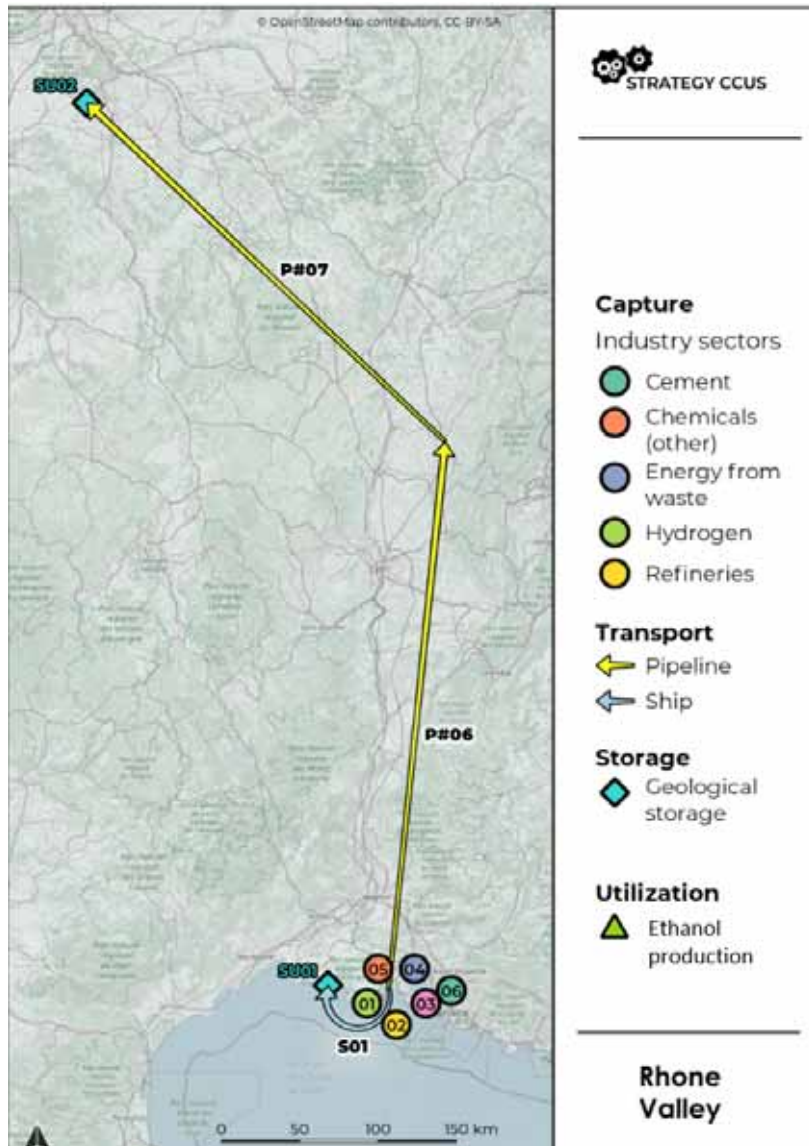 © OpenStreetMap contributors, CC-BY-SA
SU02
P#07
P#06
SU01
05
04
06
01
03
02
S01
0 50 100 150 km
STRATEGY CCUS
Capture
Industry sectors
Cement
Chemicals
(other)
Energy from
waste
Hydrogen
Refineries
Transport
Pipeline
Ship
Storage
Geological
storage
Utilization
Ethanol
production
Rhone
Valley